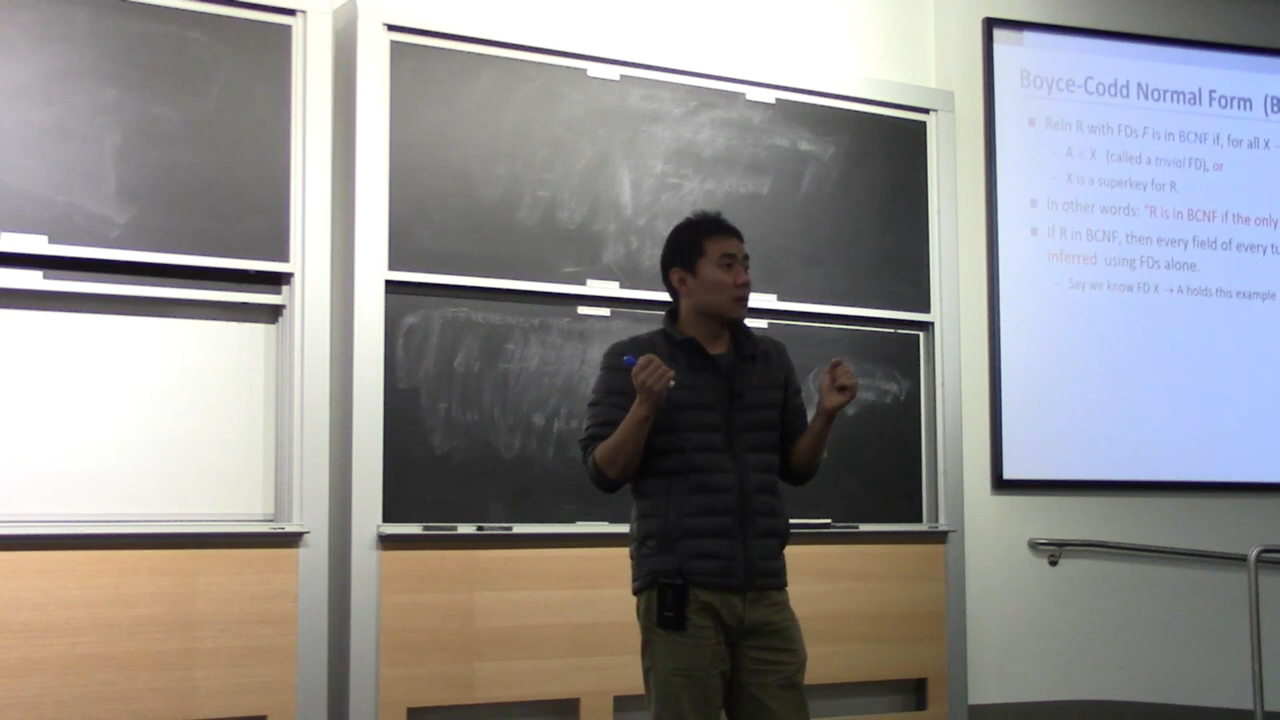 Boyce-Codd Normal Form (B
Reln R with FDs F is in BCNF if, for all X
A ⊆ X (called a trivial FD), or
X is a superkey for R.
In other words: "R is in BCNF if the only
If R in BCNF, then every field of every tu
inferred using FDs alone.
Say we know FD X → A holds this example